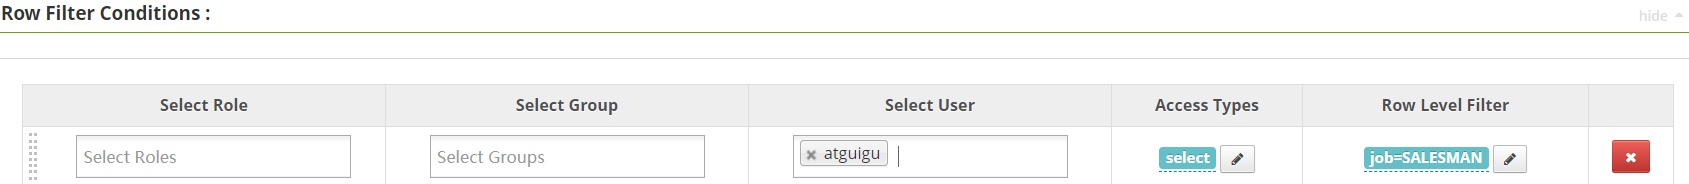 Row Filter Conditions :
hide
Select Role Select Group Select User Access Types Row Level Filter
Select Roles Select Groups × atguigu select job=SALESMAN ×